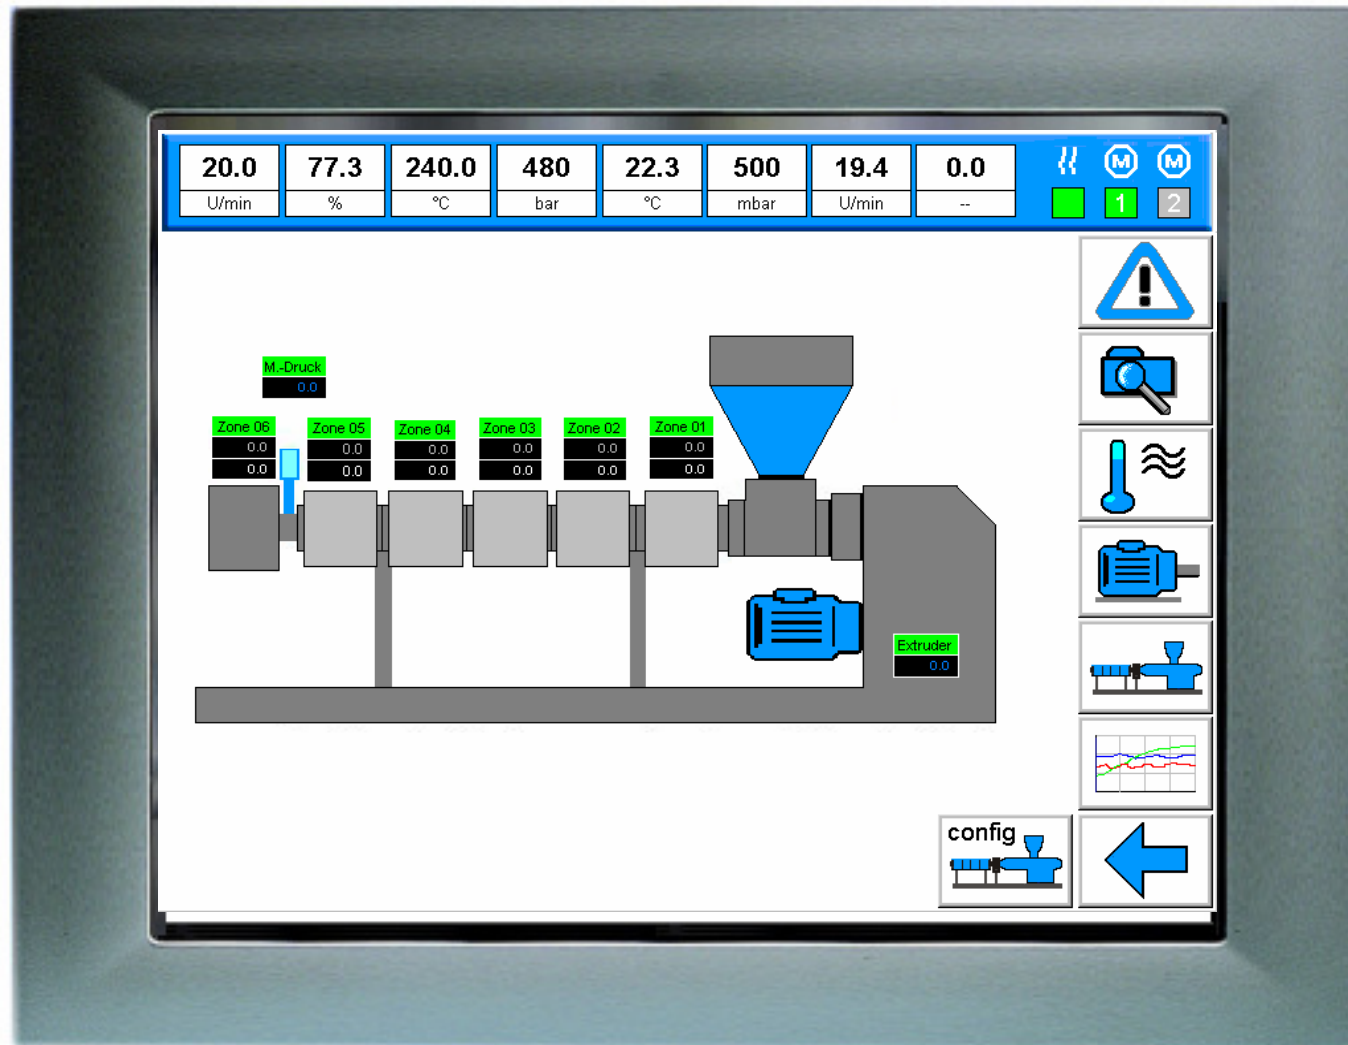 20.0 77.3 240.0 480 22.3 500 19.4 0.0
U/min % °C bar °C mbar U/min --
M M
1 2
M.-Druck
0.0
Zone 06 Zone 05 Zone 04 Zone 03 Zone 02 Zone 01
0.0 0.0 0.0 0.0 0.0 0.0
0.0 0.0 0.0 0.0 0.0 0.0
Extruder
0.0
config